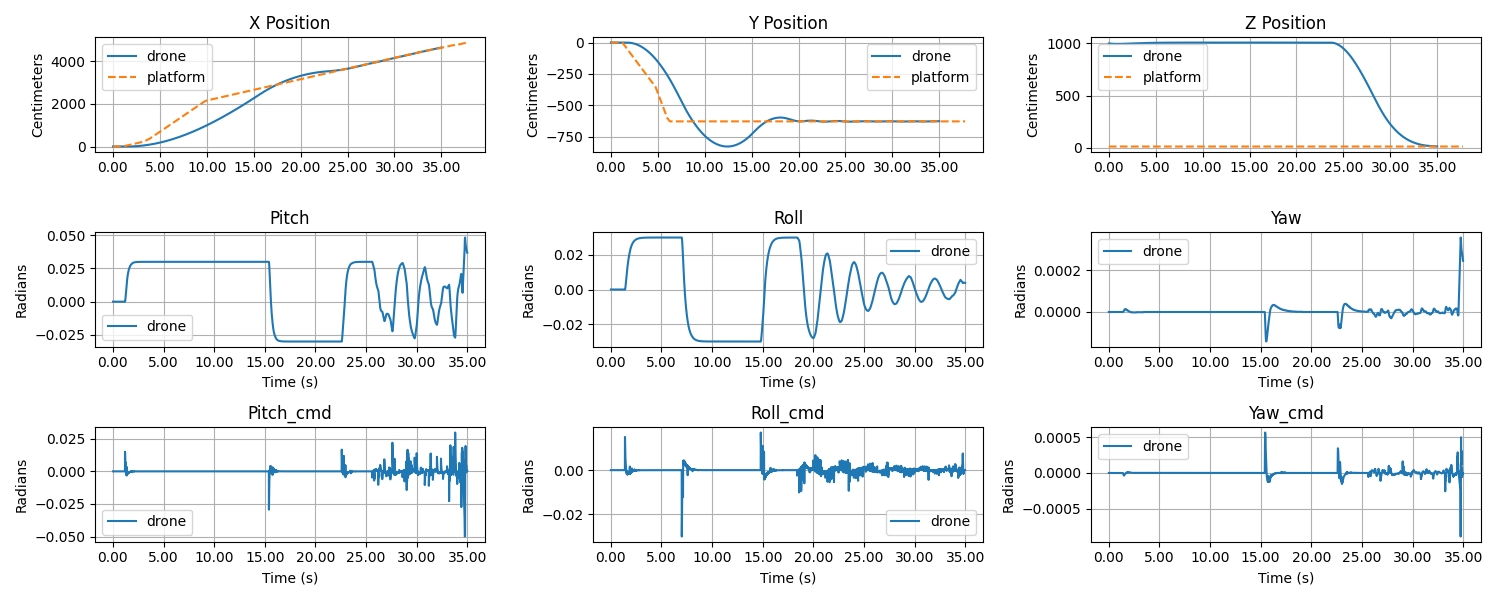 X Position
Centimeters
4000
2000
0
drone
platform
0.00 5.00 10.00 15.00 20.00 25.00 30.00 35.00
Y Position
Centimeters
0
−250
−500
−750
drone
platform
0.00 5.00 10.00 15.00 20.00 25.00 30.00 35.00
Z Position
Centimeters
1000
500
0
drone
platform
0.00 5.00 10.00 15.00 20.00 25.00 30.00 35.00
Pitch
Radians
0.050
0.025
0.000
−0.025
drone
0.00 5.00 10.00 15.00 20.00 25.00 30.00 35.00
Time (s)
Roll
Radians
0.02
0.00
−0.02
drone
0.00 5.00 10.00 15.00 20.00 25.00 30.00 35.00
Time (s)
Yaw
Radians
0.0002
0.0000
drone
0.00 5.00 10.00 15.00 20.00 25.00 30.00 35.00
Time (s)
Pitch_cmd
Radians
0.025
0.000
−0.025
−0.050
drone
0.00 5.00 10.00 15.00 20.00 25.00 30.00 35.00
Time (s)
Roll_cmd
Radians
0.00
−0.02
drone
0.00 5.00 10.00 15.00 20.00 25.00 30.00 35.00
Time (s)
Yaw_cmd
Radians
0.0005
0.0000
−0.0005
drone
0.00 5.00 10.00 15.00 20.00 25.00 30.00 35.00
Time (s)